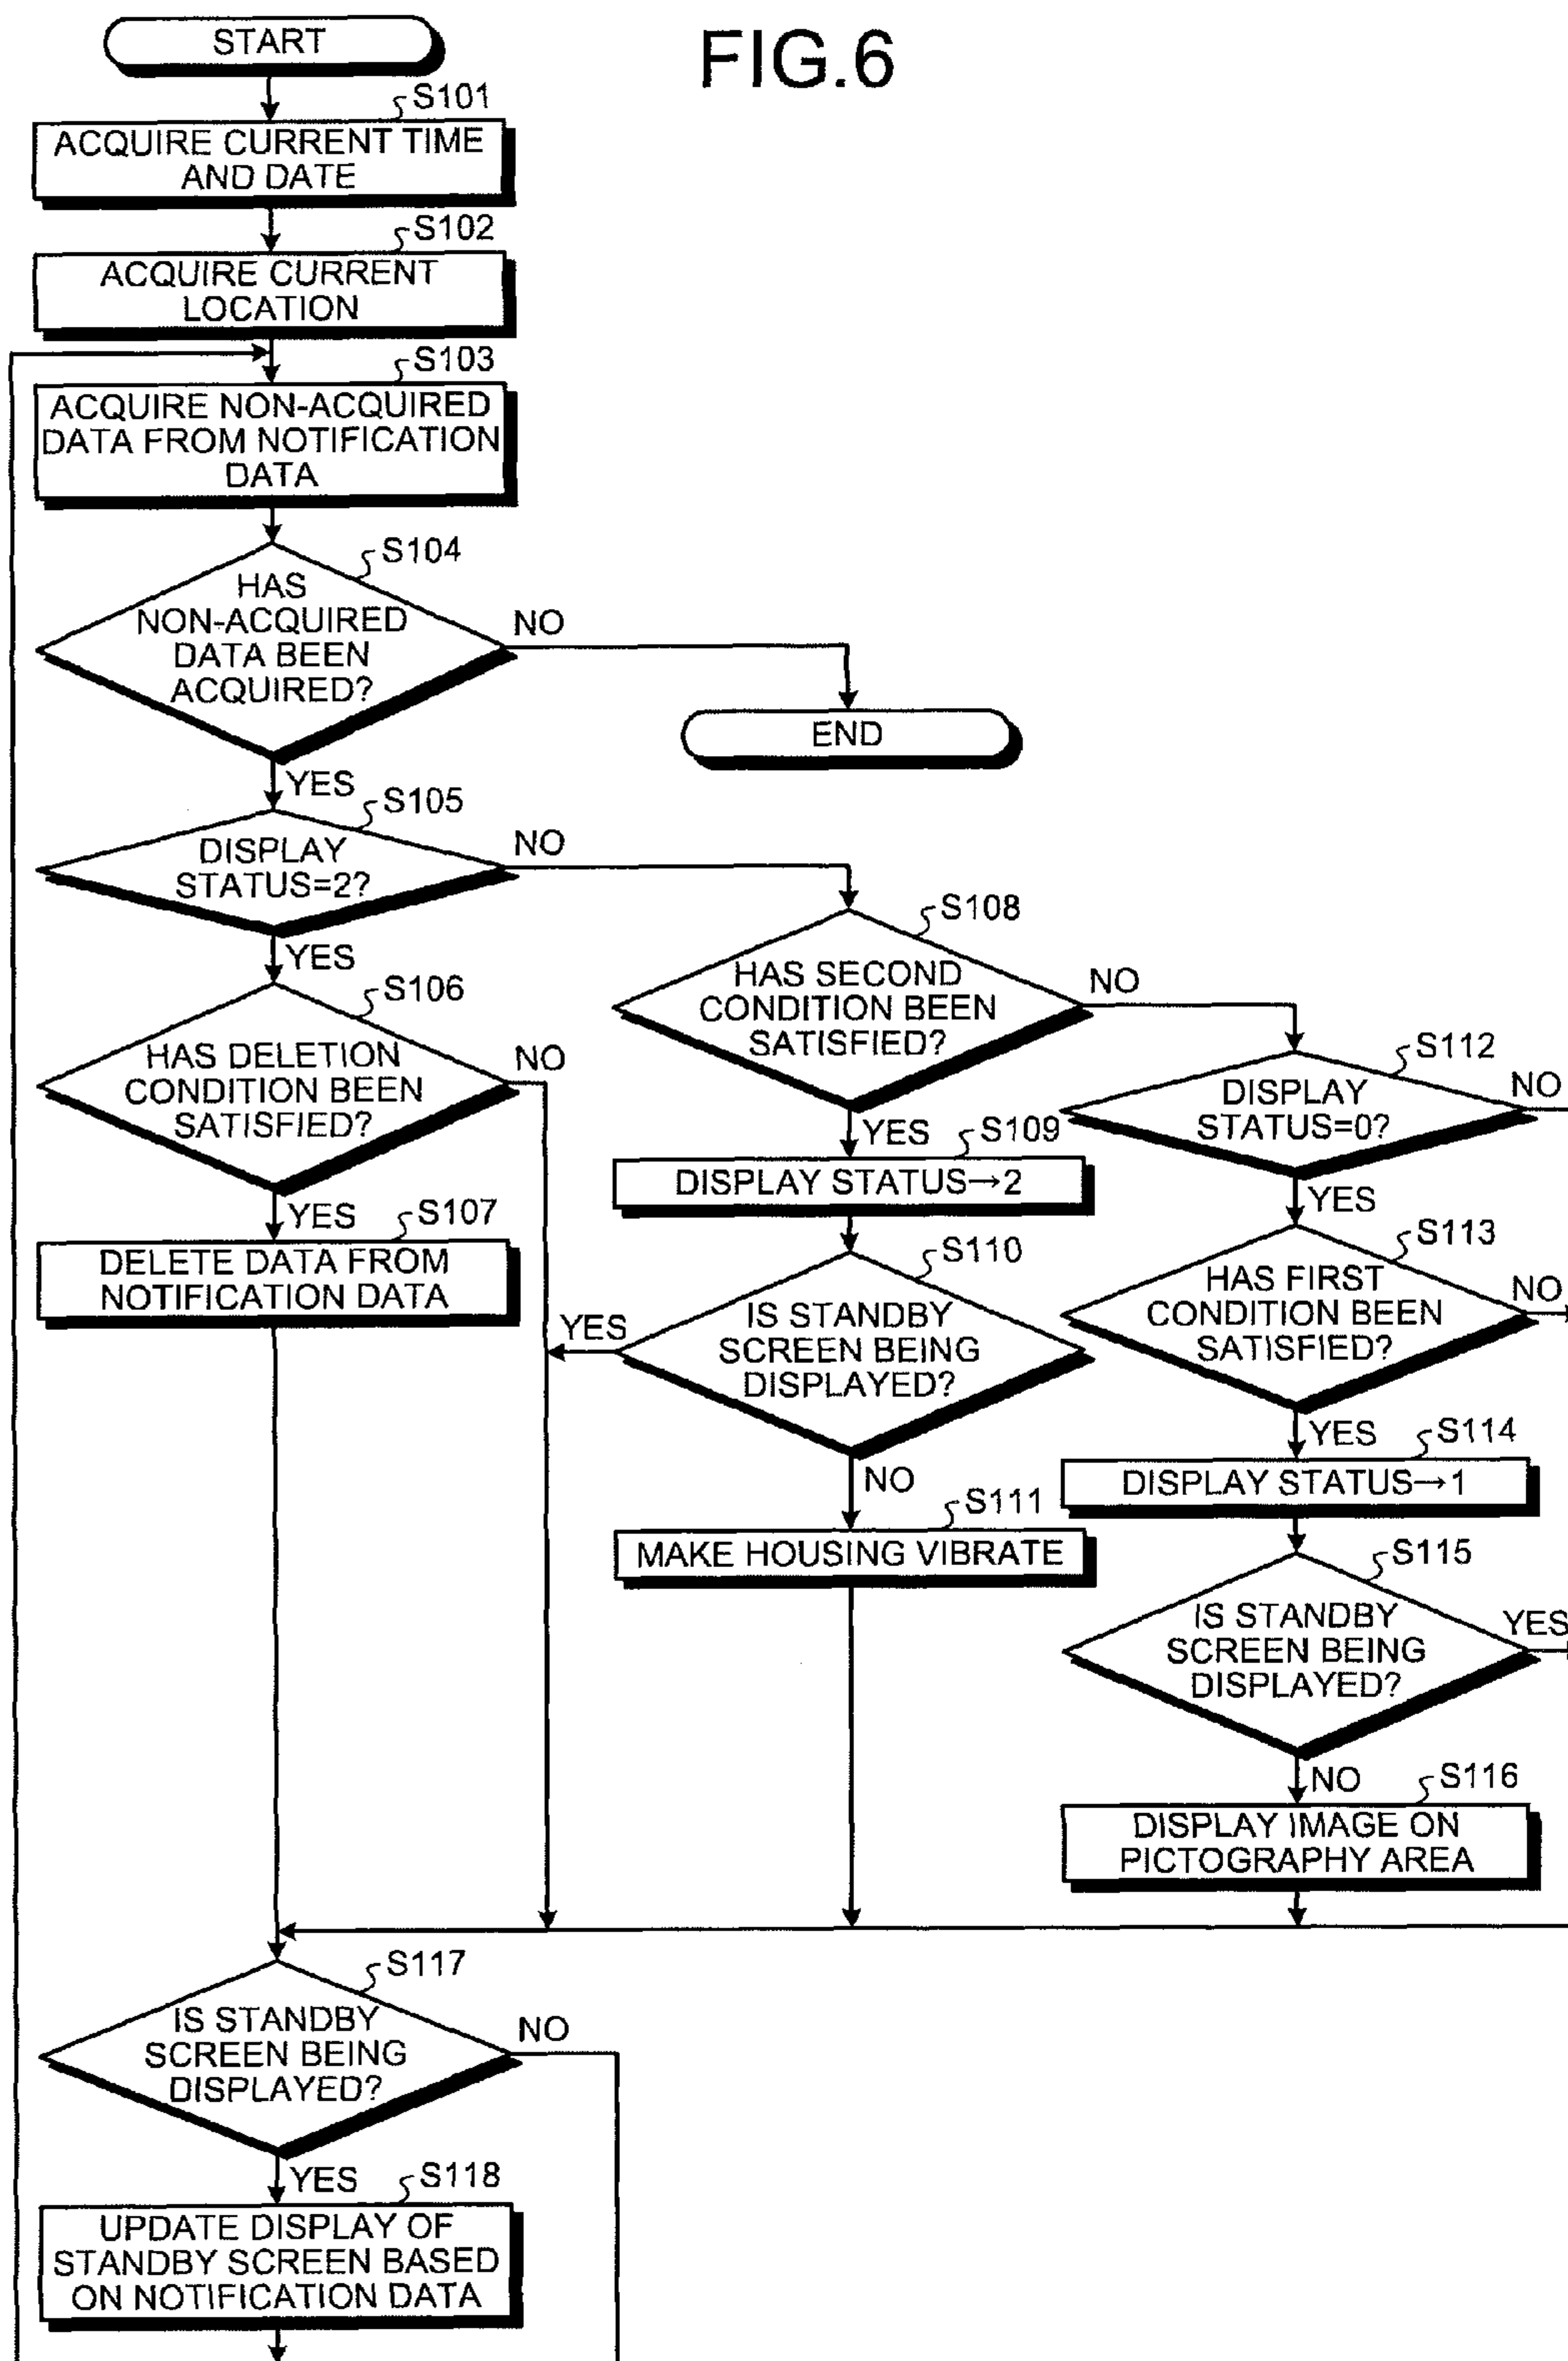 FIG.6
START
S101
ACQUIRE CURRENT TIME
AND DATE
S102
ACQUIRE CURRENT
LOCATION
S103
ACQUIRE NON-ACQUIRED
DATA FROM NOTIFICATION
DATA
S104
HAS
NON-ACQUIRED
DATA BEEN
ACQUIRED?
NO
END
YES
S105
DISPLAY
STATUS=2?
NO
YES
S106
HAS DELETION
CONDITION BEEN
SATISFIED?
NO
YES
S107
DELETE DATA FROM
NOTIFICATION DATA
S108
HAS SECOND
CONDITION BEEN
SATISFIED?
NO
YES
S109
DISPLAY STATUS→2
S110
IS STANDBY
SCREEN BEING
DISPLAYED?
YES
NO
S111
MAKE HOUSING VIBRATE
S112
DISPLAY
STATUS=0?
NO
YES
S113
HAS FIRST
CONDITION BEEN
SATISFIED?
NO
YES
S114
DISPLAY STATUS→1
S115
IS STANDBY
SCREEN BEING
DISPLAYED?
YES
NO
S116
DISPLAY IMAGE ON
PICTOGRAPHY AREA
S117
IS STANDBY
SCREEN BEING
DISPLAYED?
NO
YES
S118
UPDATE DISPLAY OF
STANDBY SCREEN BASED
ON NOTIFICATION DATA